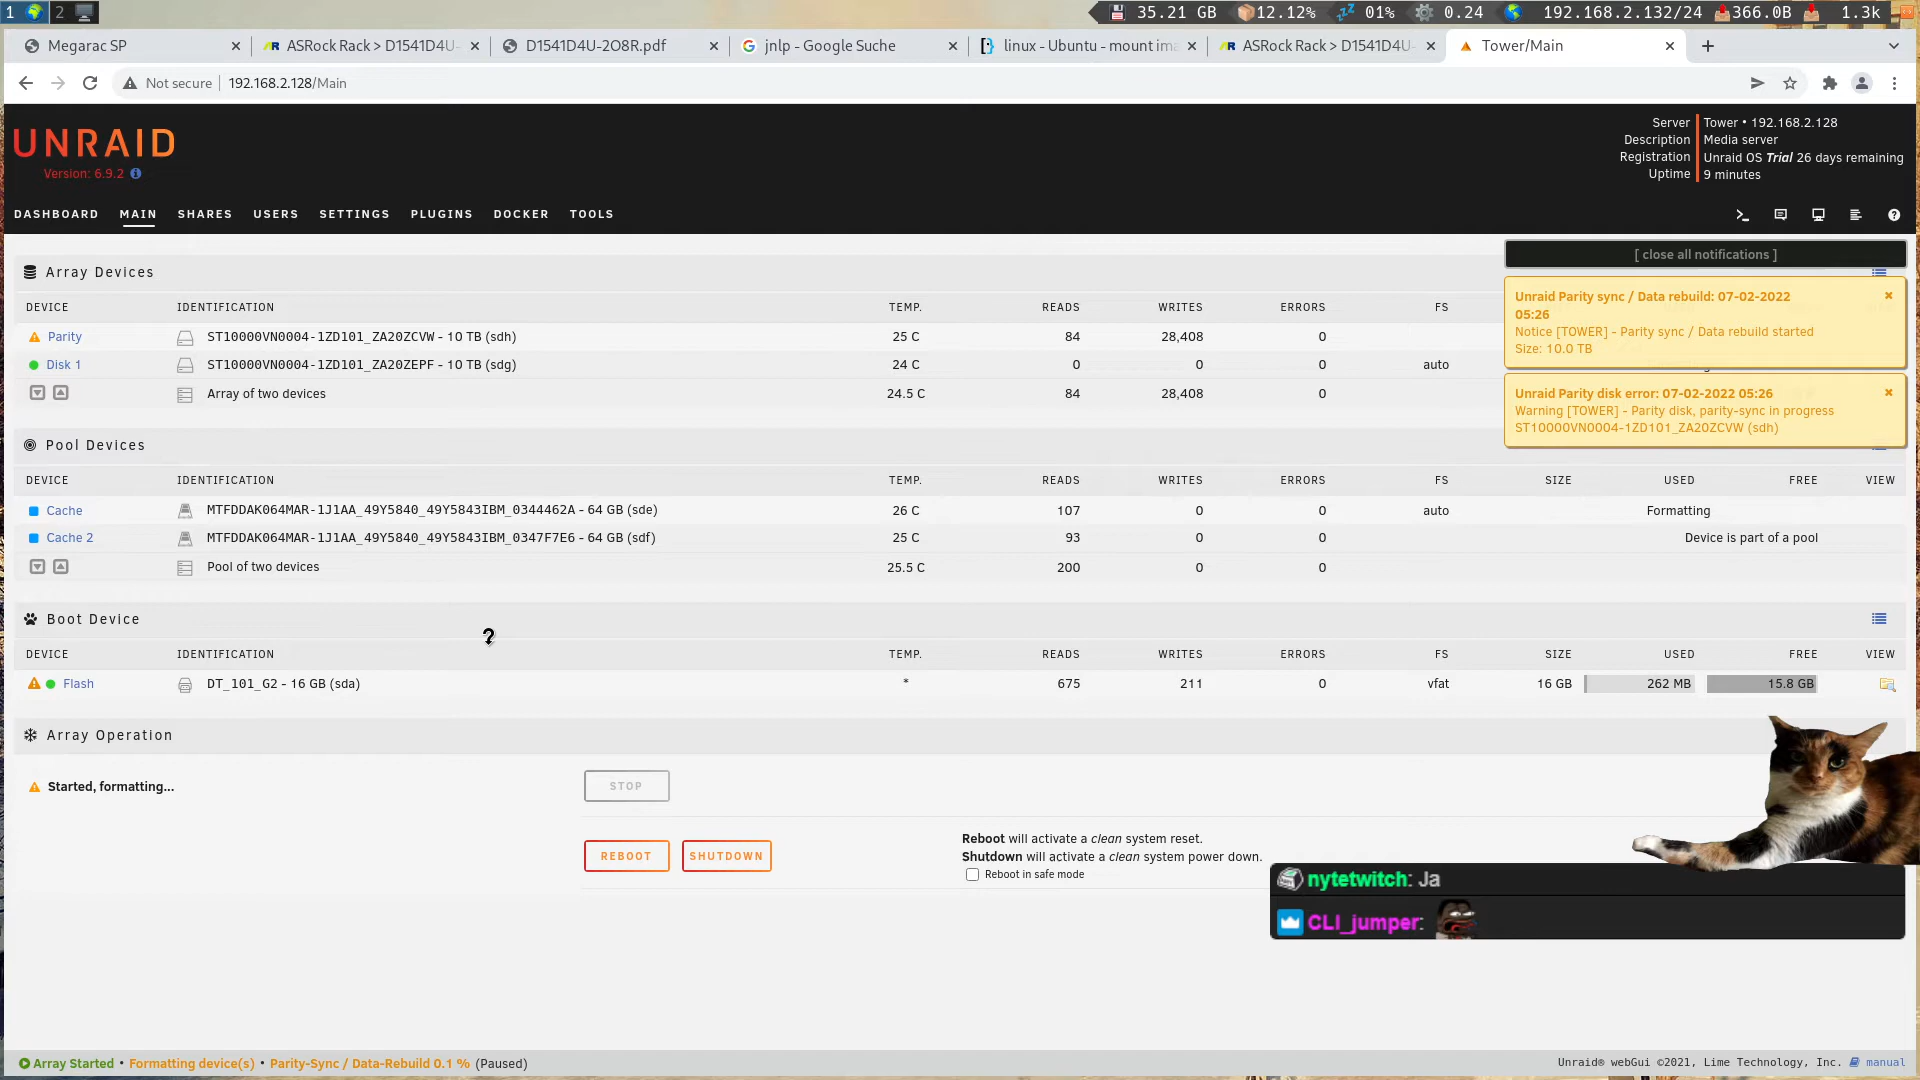 1 2 35.21 GB 12.12% 01% 0.24 192.168.2.132/24 366.0B 1.3k
Megarac SP ASRock Rack > D1541D4U- D1541D4U-2O8R.pdf jnlp - Google Suche linux - Ubuntu - mount ima ASRock Rack > D1541D4U- Tower/Main
Not secure 192.168.2.128/Main
UNRAID
Version: 6.9.2
Server Tower • 192.168.2.128
Description Media server
Registration Unraid OS Trial 26 days remaining
Uptime 9 minutes
DASHBOARD MAIN SHARES USERS SETTINGS PLUGINS DOCKER TOOLS
[ close all notifications ]
Unraid Parity sync / Data rebuild: 07-02-2022
05:26
Notice [TOWER] - Parity sync / Data rebuild started
Size: 10.0 TB
Unraid Parity disk error: 07-02-2022 05:26
Warning [TOWER] - Parity disk, parity-sync in progress
ST10000VN0004-1ZD101_ZA20ZCVW (sdh)
Array Devices
DEVICE IDENTIFICATION TEMP. READS WRITES ERRORS FS
Parity ST10000VN0004-1ZD101_ZA20ZCVW - 10 TB (sdh) 25 C 84 28,408 0
Disk 1 ST10000VN0004-1ZD101_ZA20ZEPF - 10 TB (sdg) 24 C 0 0 0 auto
Array of two devices 24.5 C 84 28,408 0
Pool Devices
DEVICE IDENTIFICATION TEMP. READS WRITES ERRORS FS SIZE USED FREE VIEW
Cache MTFDDAK064MAR-1J1AA_49Y5840_49Y5843IBM_0344462A - 64 GB (sde) 26 C 107 0 0 auto Formatting
Cache 2 MTFDDAK064MAR-1J1AA_49Y5840_49Y5843IBM_0347F7E6 - 64 GB (sdf) 25 C 93 0 0 Device is part of a pool
Pool of two devices 25.5 C 200 0 0
Boot Device
DEVICE IDENTIFICATION TEMP. READS WRITES ERRORS FS SIZE USED FREE VIEW
Flash DT_101_G2 - 16 GB (sda) * 675 211 0 vfat 16 GB 262 MB 15.8 GB
Array Operation
Started, formatting...
STOP
REBOOT SHUTDOWN
Reboot will activate a clean system reset.
Shutdown will activate a clean system power down.
Reboot in safe mode
nytetwitch: Ja
CLI_jumper:
Array Started • Formatting device(s) • Parity-Sync / Data-Rebuild 0.1 % (Paused)
Unraid® webGui ©2021, Lime Technology, Inc. manual